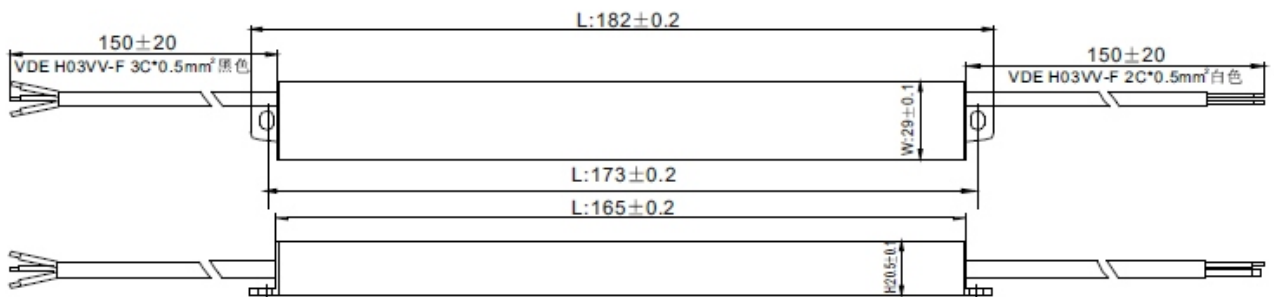 L:182±0.2
150±20
VDE H03VV-F 3C*0.5mm²黑色
150±20
VDE H03VV-F 2C*0.5mm²白色
W:29±0.1
L:173±0.2
L:165±0.2
H20.5±0.1